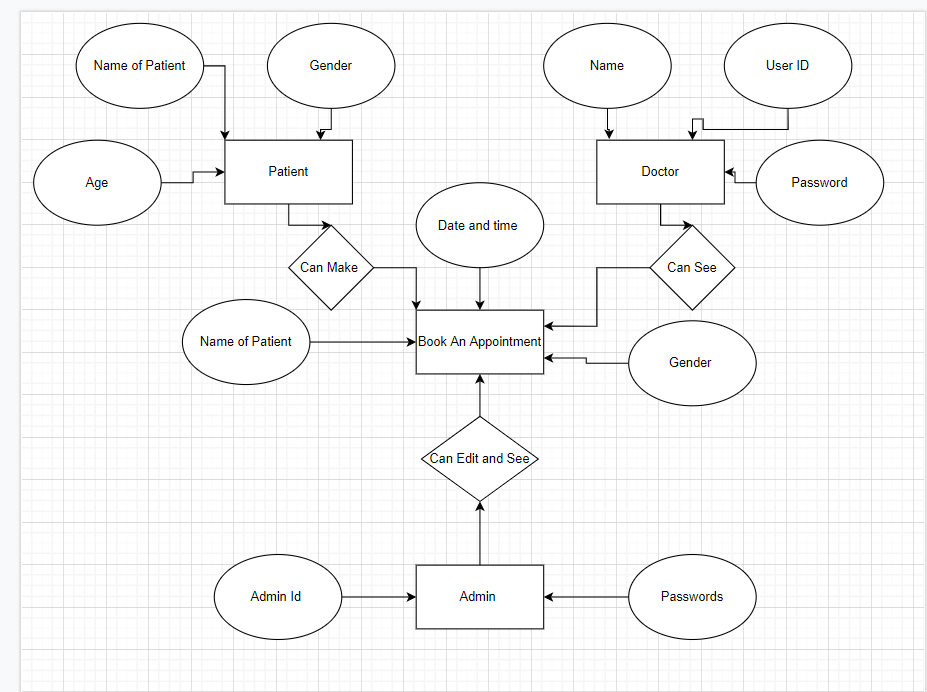 Name of Patient
Gender
Name
User ID
Age
Patient
Doctor
Password
Date and time
Can Make
Can See
Name of Patient
Book An Appointment
Gender
Can Edit and See
Admin Id
Admin
Passwords